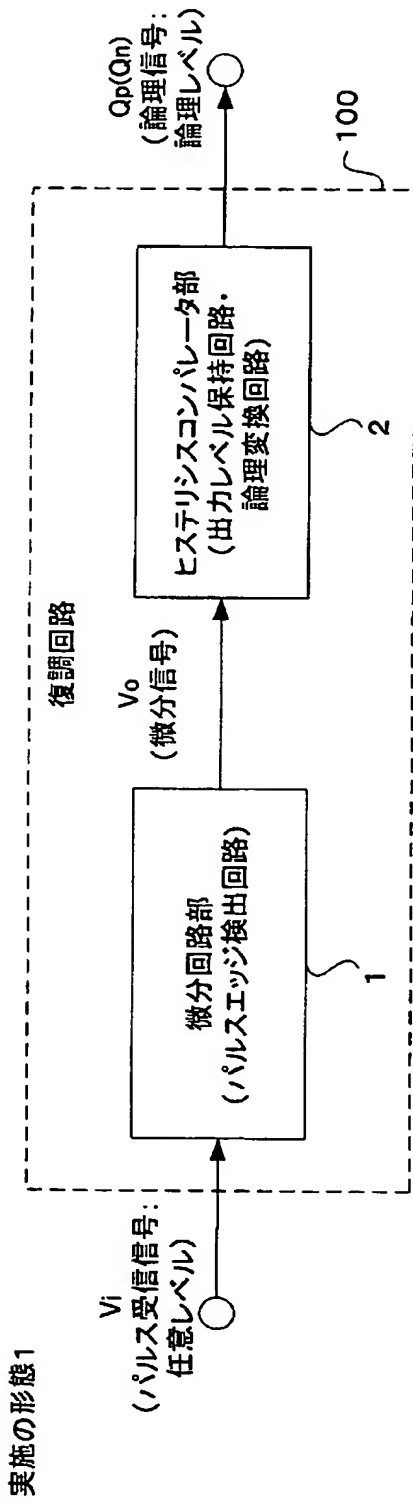 実施の形態1
復調回路
Vi
(パルス受信信号:
任意レベル)
微分回路部
(パルスエッジ検出回路)
1
Vo
(微分信号)
ヒステリシスコンパレータ部
(出力レベル保持回路・
論理変換回路)
2
Qp(Qn)
(論理信号:
論理レベル)
100